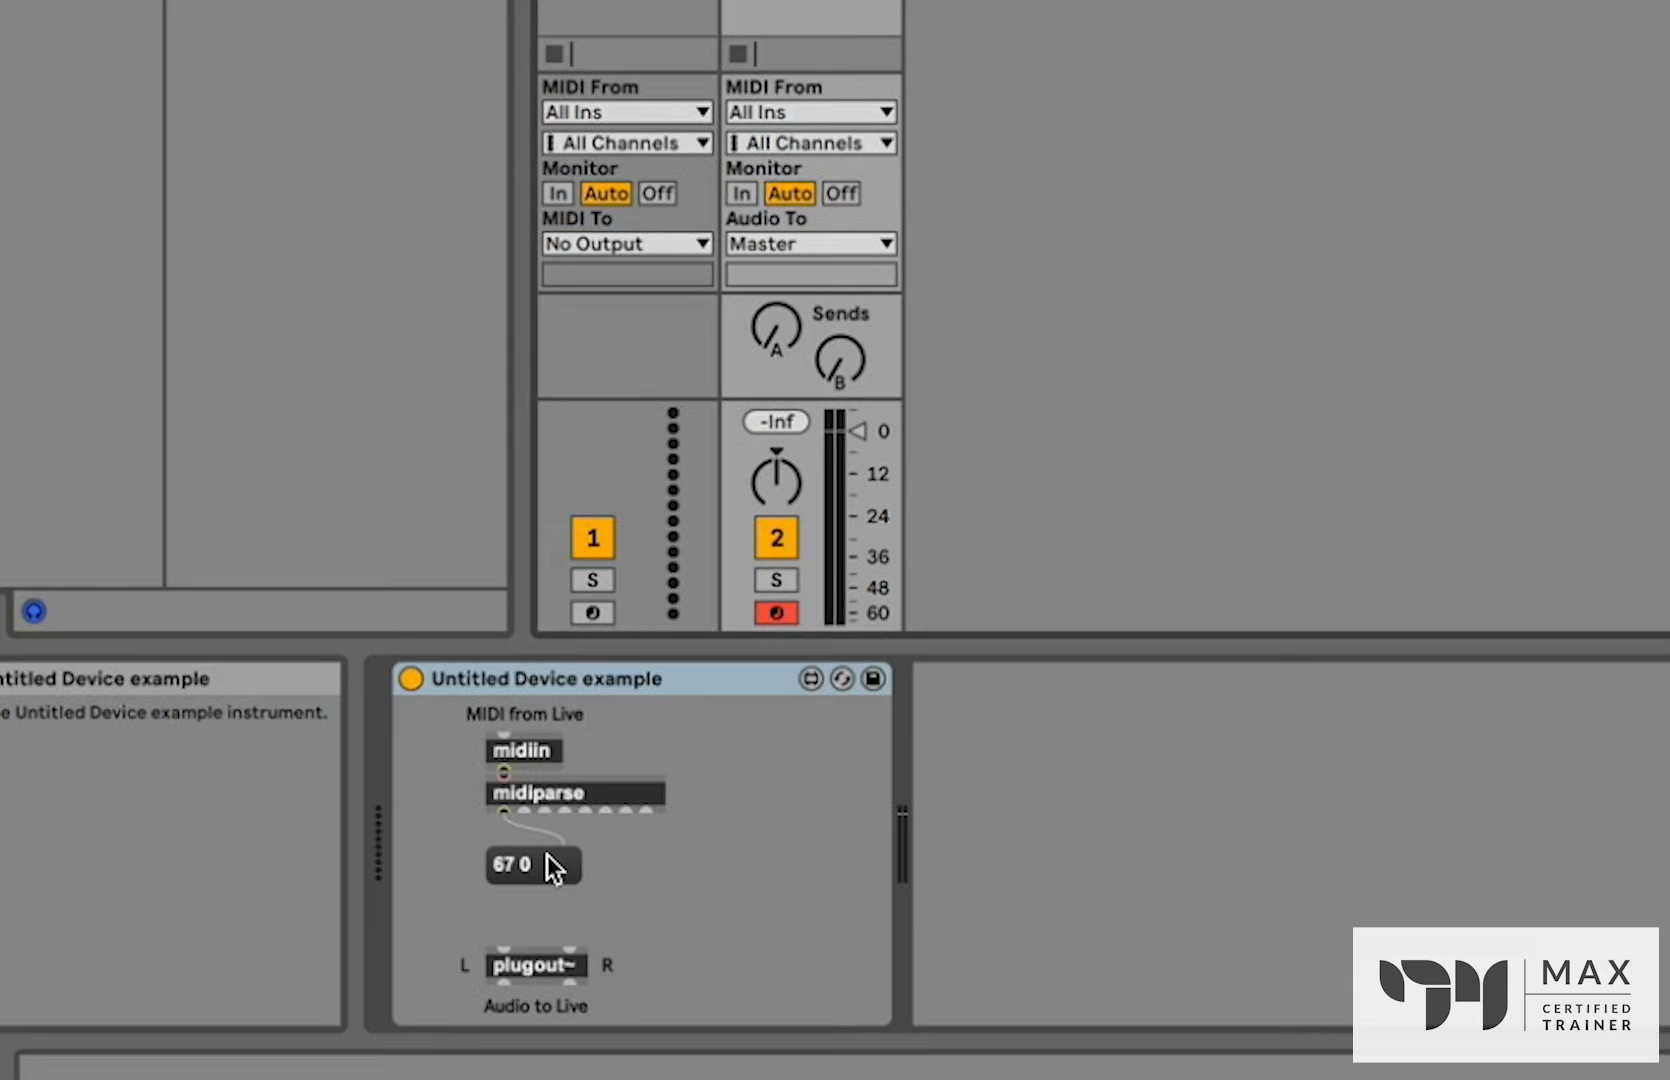 MIDI From
All Ins
All Channels
Monitor
In Auto Off
MIDI To
No Output
1
S
MIDI From
All Ins
All Channels
Monitor
In Auto Off
Audio To
Master
Sends
A
B
-Inf
0
12
24
36
48
60
2
S
ntitled Device example
e Untitled Device example instrument.
Untitled Device example
MIDI from Live
midiin
midiparse
67 0
L plugout~ R
Audio to Live
MAX
CERTIFIED
TRAINER